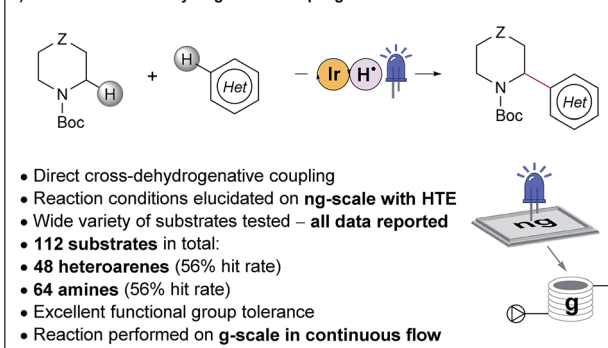 Z
H
N
Boc
+
H
Het
Ir H•
Z
N
Boc
Het
• Direct cross-dehydrogenative coupling
• Reaction conditions elucidated on ng-scale with HTE
• Wide variety of substrates tested – all data reported
• 112 substrates in total:
• 48 heteroarenes (56% hit rate)
• 64 amines (56% hit rate)
• Excellent functional group tolerance
• Reaction performed on g-scale in continuous flow
ng
g